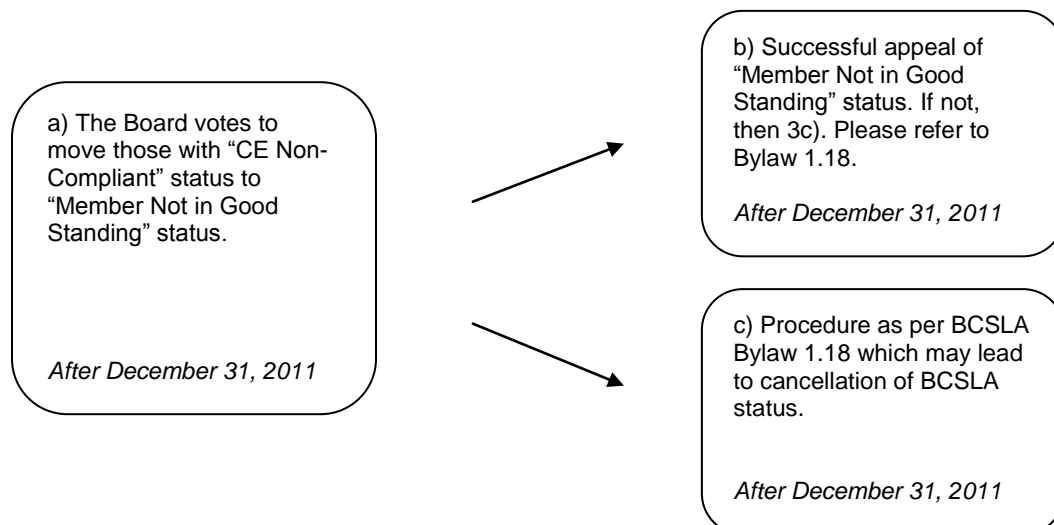 a) The Board votes to
move those with “CE Non-
Compliant” status to
“Member Not in Good
Standing” status.
After December 31, 2011
b) Successful appeal of
“Member Not in Good
Standing” status. If not,
then 3c). Please refer to
Bylaw 1.18.
After December 31, 2011
c) Procedure as per BCSLA
Bylaw 1.18 which may lead
to cancellation of BCSLA
status.
After December 31, 2011